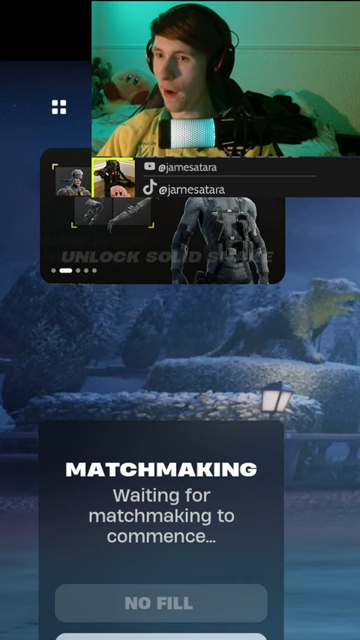 @jamesatara
@jamesatara
UNLOCK SOLID SNAKE
MATCHMAKING
Waiting for
matchmaking to
commence...
NO FILL